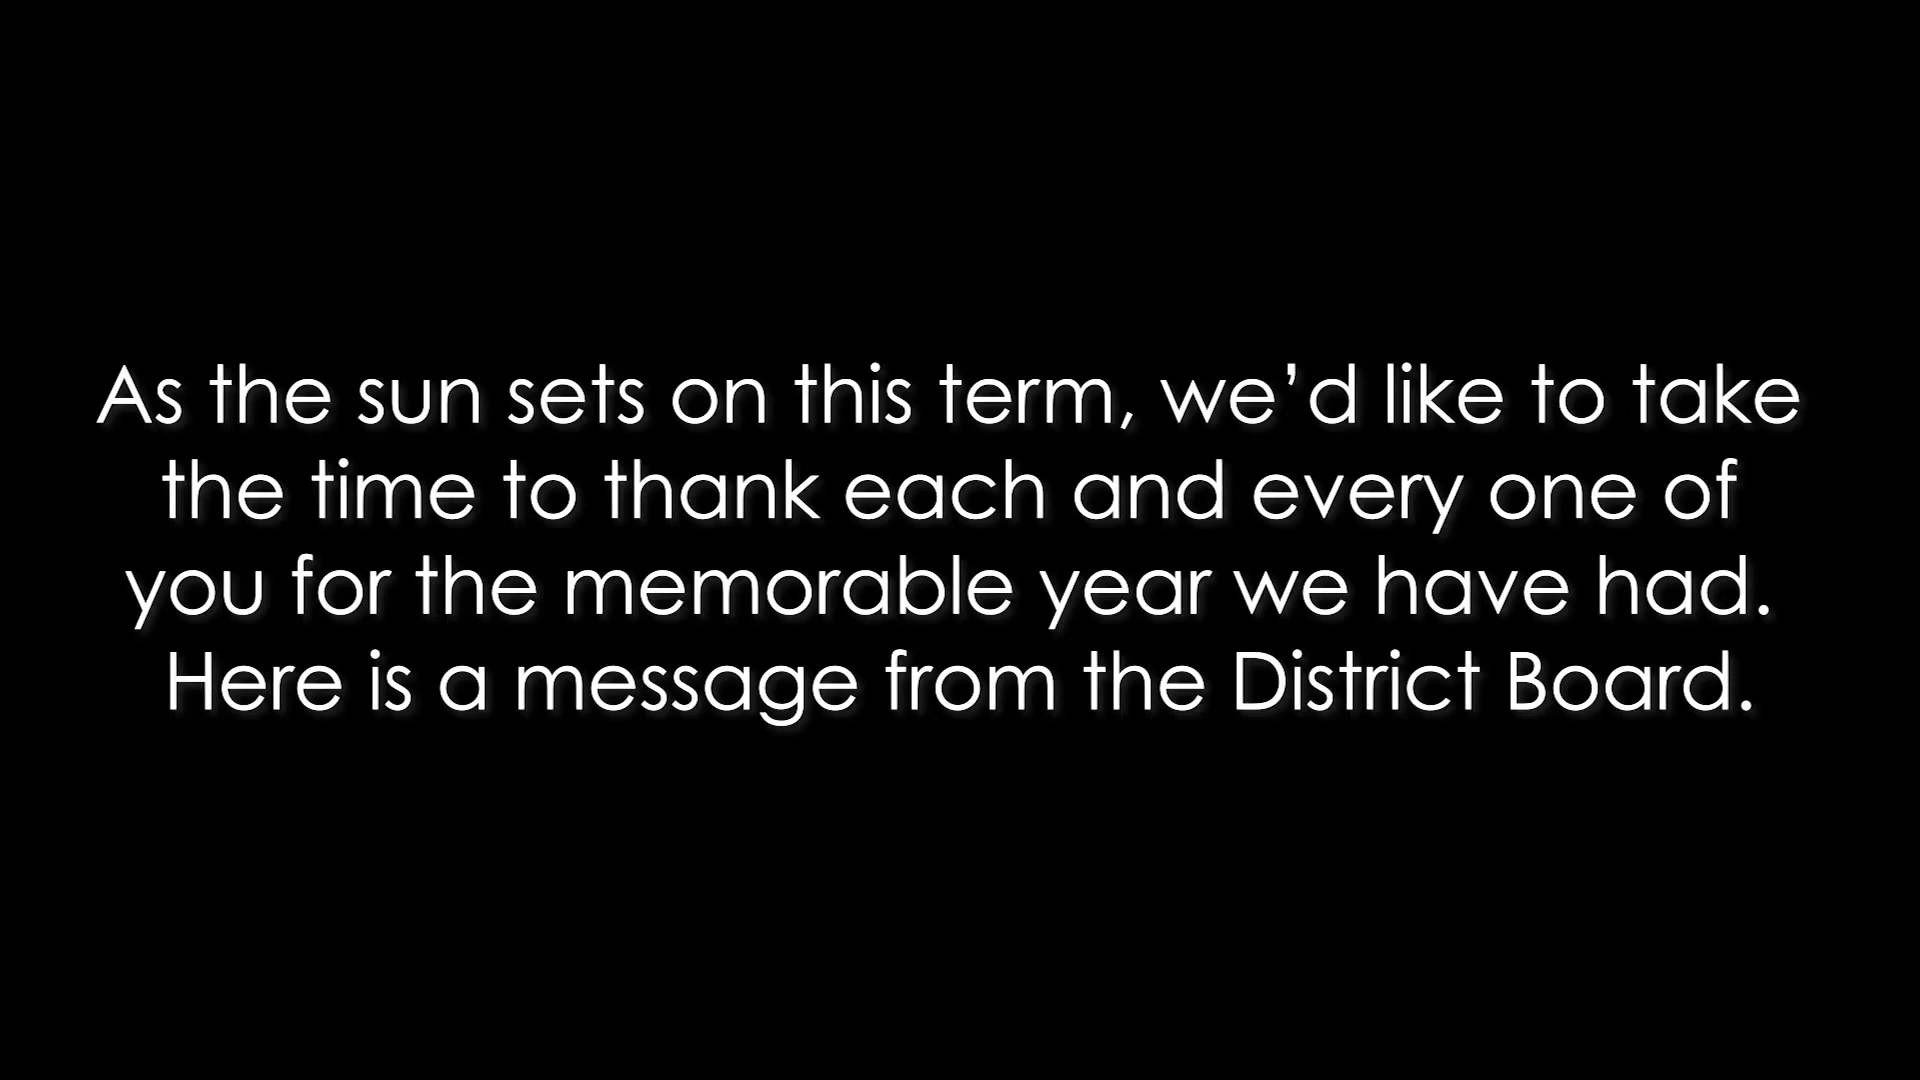 As the sun sets on this term, we’d like to take
the time to thank each and every one of
you for the memorable year we have had.
Here is a message from the District Board.